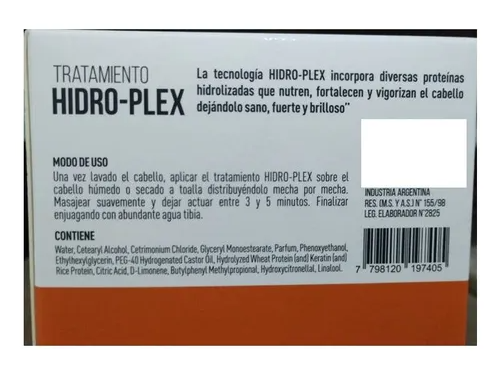 TRATAMIENTO
HIDRO-PLEX
La tecnología HIDRO-PLEX incorpora diversas proteínas
hidrolizadas que nutren, fortalecen y vigorizan el cabello
dejándolo sano, fuerte y brilloso"
MODO DE USO
Una vez lavado el cabello, aplicar el tratamiento HIDRO-PLEX sobre el
cabello húmedo o secado a toalla distribuyéndolo mecha por mecha.
Masajear suavemente y dejar actuar entre 3 y 5 minutos. Finalizar
enjuagando con abundante agua tibia.
CONTIENE
Water, Cetearyl Alcohol, Cetrimonium Chloride, Glyceryl Monoestearate, Parfum, Phenoxyethanol,
Ethylhexylglycerin, PEG-40 Hydrogenated Castor Oil, Hydrolyzed Wheat Protein (and) Keratin (and)
Rice Protein, Citric Acid, D-Limonene, Butylphenyl Methylpropional, Hydroxycitronellal, Linalool.
INDUSTRIA ARGENTINA
RES. (M.S. Y A.S.) N° 155/98
LEG. ELABORADOR N°2825
7 798120 197405